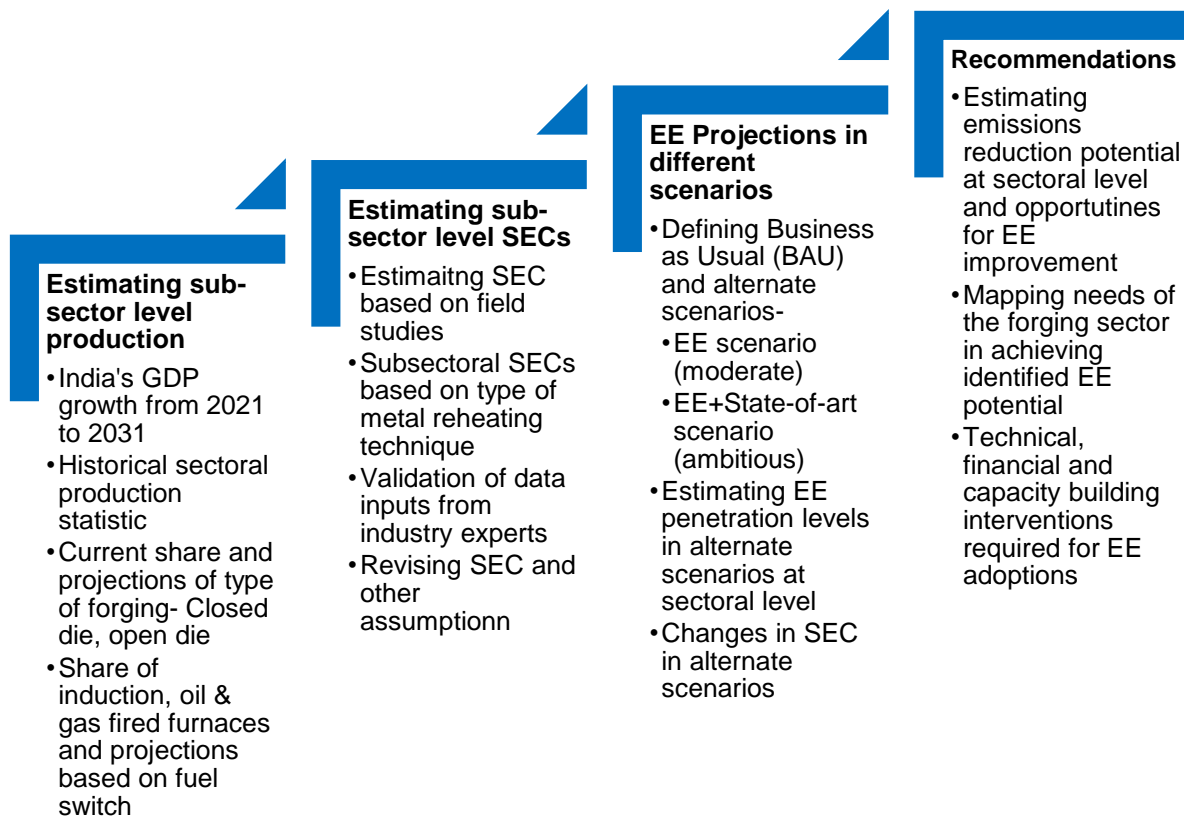 Estimating sub-
sector level
production
•India's GDP
growth from 2021
to 2031
•Historical sectoral
production
statistic
•Current share and
projections of type
of forging- Closed
die, open die
•Share of
induction, oil &
gas fired furnaces
and projections
based on fuel
switch
Estimating sub-
sector level SECs
•Estimaitng SEC
based on field
studies
•Subsectoral SECs
based on type of
metal reheating
technique
•Validation of data
inputs from
industry experts
•Revising SEC and
other
assumptionn
EE Projections in
different
scenarios
•Defining Business
as Usual (BAU)
and alternate
scenarios-
•EE scenario
(moderate)
•EE+State-of-art
scenario
(ambitious)
•Estimating EE
penetration levels
in alternate
scenarios at
sectoral level
•Changes in SEC
in alternate
scenarios
Recommendations
•Estimating
emissions
reduction potential
at sectoral level
and opportutines
for EE
improvement
•Mapping needs of
the forging sector
in achieving
identified EE
potential
•Technical,
financial and
capacity building
interventions
required for EE
adoptions